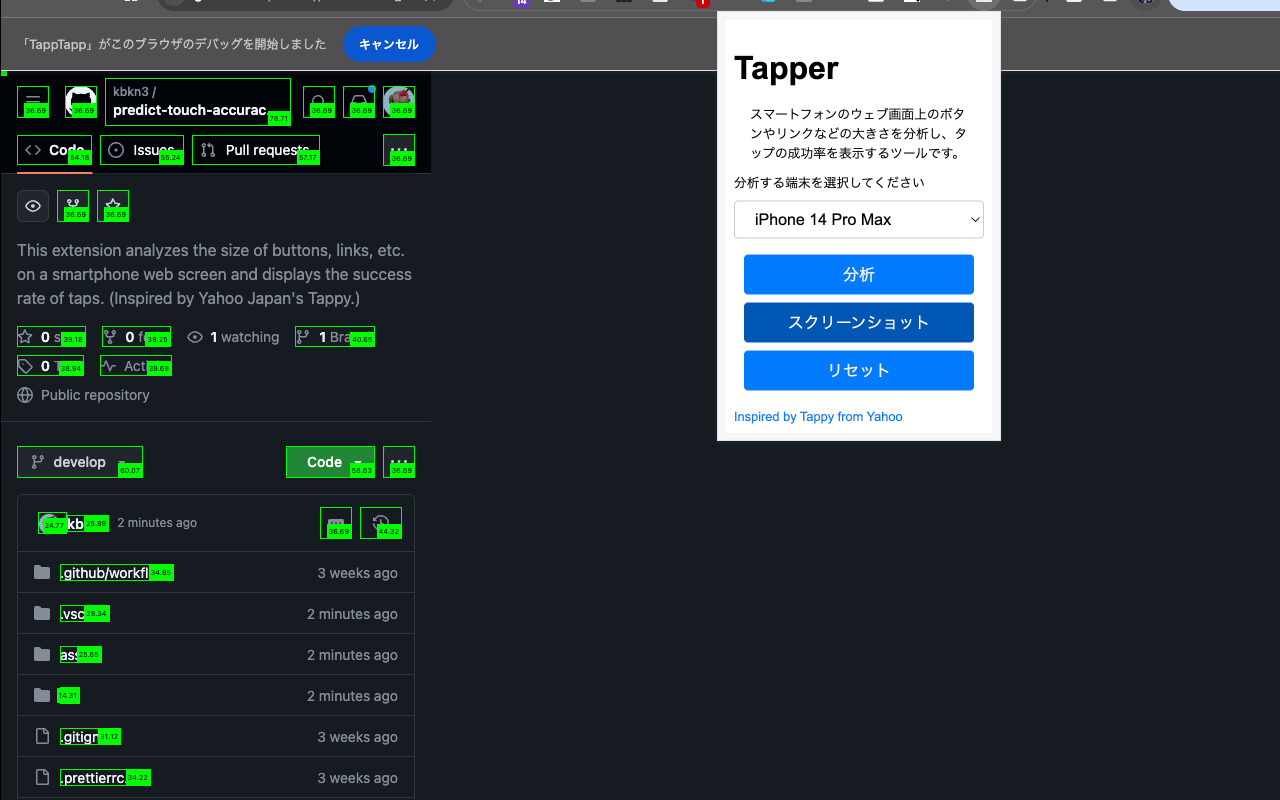 「TappTapp」がこのブラウザのデバッグを開始しました
キャンセル
Tapper
スマートフォンのウェブ画面上のボタ
ンやリンクなどの大きさを分析し、タ
ップの成功率を表示するツールです。
分析する端末を選択してください
iPhone 14 Pro Max
分析
スクリーンショット
リセット
Inspired by Tappy from Yahoo
36.69
36.69
kbkn3 /
predict-touch-accurac
78.71
36.69
36.69
36.69
Code
54.18
Issues
55.24
Pull requests
57.17
36.69
36.69
36.69
This extension analyzes the size of buttons, links, etc.
on a smartphone web screen and displays the success
rate of taps. (Inspired by Yahoo Japan's Tappy.)
0 s 39.18
0 f 39.25
1 watching
1 Bra 40.65
0 38.94
Acti 39.68
Public repository
develop
60.07
Code
58.63
36.69
24.77
kb 25.89
2 minutes ago
36.69
44.32
.github/workfl 34.85
3 weeks ago
.vsc 28.34
2 minutes ago
as 25.65
2 minutes ago
14.31
2 minutes ago
.gitigr 31.12
3 weeks ago
.prettierrc 34.22
3 weeks ago